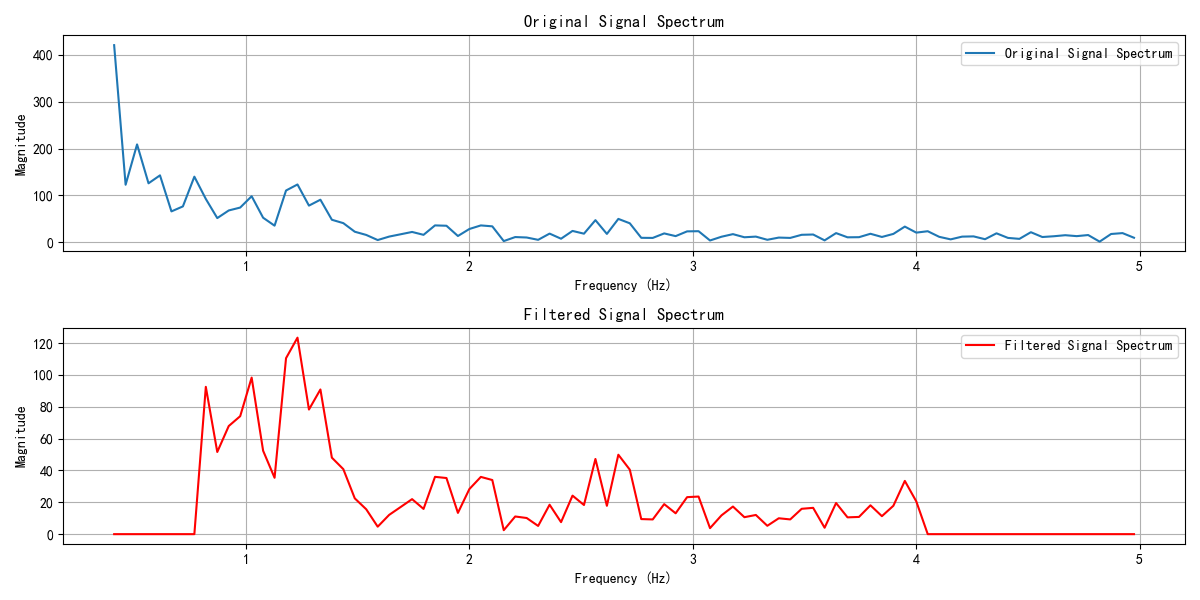 Original Signal Spectrum
Original Signal Spectrum
400
300
200
100
0
Magnitude
1 2 3 4 5
Frequency (Hz)
Filtered Signal Spectrum
Filtered Signal Spectrum
120
100
80
60
40
20
0
Magnitude
1 2 3 4 5
Frequency (Hz)